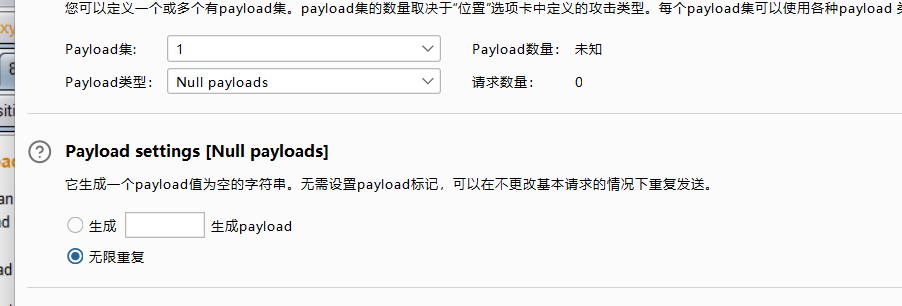 您可以定义一个或多个有payload集。payload集的数量取决于“位置”选项卡中定义的攻击类型。每个payload集可以使用各种payload 类
Payload集: 1 Payload数量: 未知
Payload类型: Null payloads 请求数量: 0
Payload settings [Null payloads]
它生成一个payload值为空的字符串。无需设置payload标记，可以在不更改基本请求的情况下重复发送。
生成 生成payload
无限重复